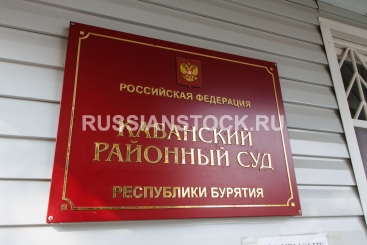 РОССИЙСКАЯ ФЕДЕРАЦИЯ
RUSSIANSTOCK.RU
КАБАНСКИЙ
РАЙОННЫЙ СУД
РЕСПУБЛИКИ БУРЯТИЯ